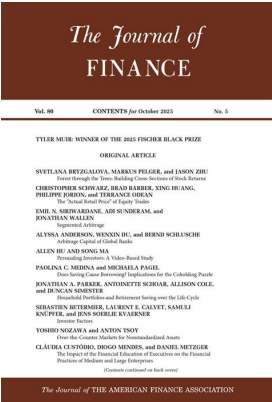 The Journal of
FINANCE
Vol. 80 CONTENTS for October 2025 No. 5
TYLER MUIR: WINNER OF THE 2025 FISCHER BLACK PRIZE
ORIGINAL ARTICLE
SVETLANA BRYZGALOVA, MARKUS PELGER, and JASON ZHU
Forest through the Trees: Building Cross-Sections of Stock Returns
CHRISTOPHER SCHWARZ, BRAD BARBER, XING HUANG,
PHILIPPE JORION, and TERRANCE ODEAN
The "Actual Retail Price" of Equity Trades
EMIL N. SIRIWARDANE, ADI SUNDERAM, and
JONATHAN WALLEN
Segmented Arbitrage
ALYSSA ANDERSON, WENXIN DU, and BERND SCHLUSCHE
Arbitrage Capital of Global Banks
ALLEN HU AND SONG MA
Persuading Investors: A Video-Based Study
PAOLINA C. MEDINA and MICHAELA PAGEL
Does Saving Cause Borrowing? Implications for the Coholding Puzzle
JONATHAN A. PARKER, ANTOINETTE SCHOAR, ALLISON COLE,
and DUNCAN SIMESTER
Household Portfolios and Retirement Saving over the Life Cycle
SEBASTIEN BETERMIER, LAURENT E. CALVET, SAMULI
KNÜPFER, and JENS SOERLIE KVAERNER
Investor Factors
YOSHIO NOZAWA and ANTON TSOY
Over-the-Counter Markets for Nonstandardized Assets
CLÁUDIA CUSTÓDIO, DIOGO MENDES, and DANIEL METZGER
The Impact of the Financial Education of Executives on the Financial
Practices of Medium and Large Enterprises
(Contents continued on back cover)
The Journal of THE AMERICAN FINANCE ASSOCIATION